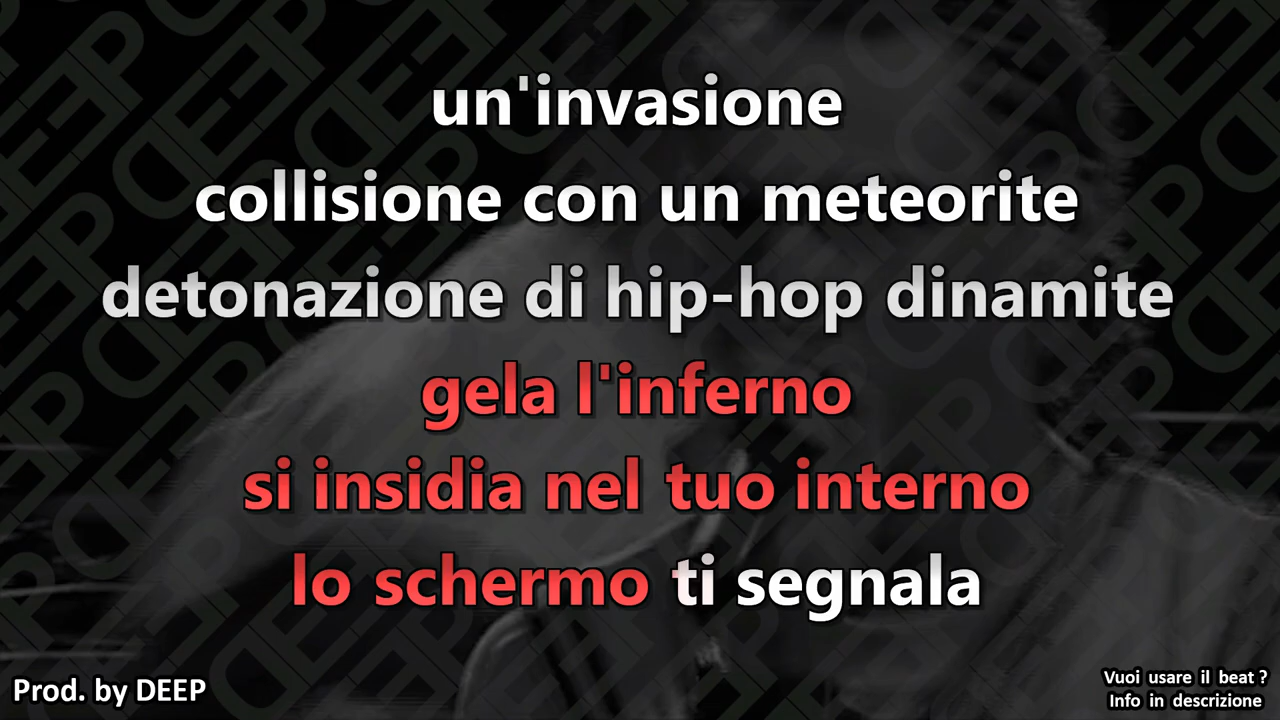 un'invasione
collisione con un meteorite
detonazione di hip-hop dinamite
gela l'inferno
si insidia nel tuo interno
lo schermo ti segnala
Prod. by DEEP
Vuoi usare il beat ?
Info in descrizione